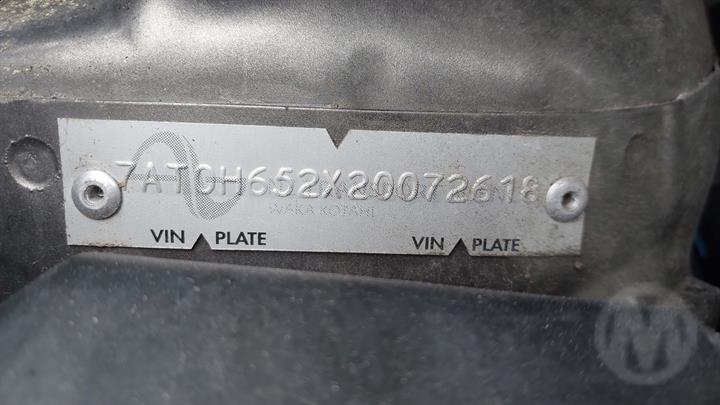 7AT0H652X20072618
WAKA KOTAHI
VIN PLATE VIN PLATE
M